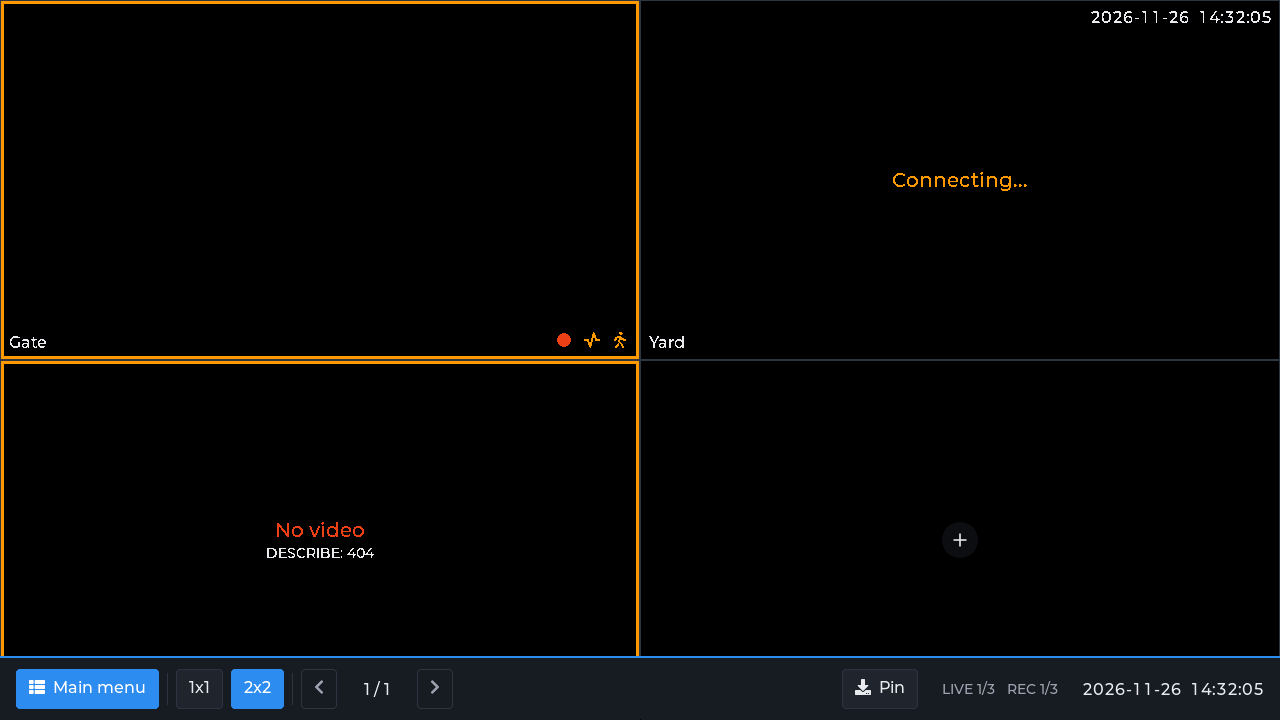 2026-11-26 14:32:05
Connecting...
Gate
Yard
No video
DESCRIBE: 404
+
Main menu
1x1
2x2
1 / 1
Pin
LIVE 1/3
REC 1/3
2026-11-26 14:32:05